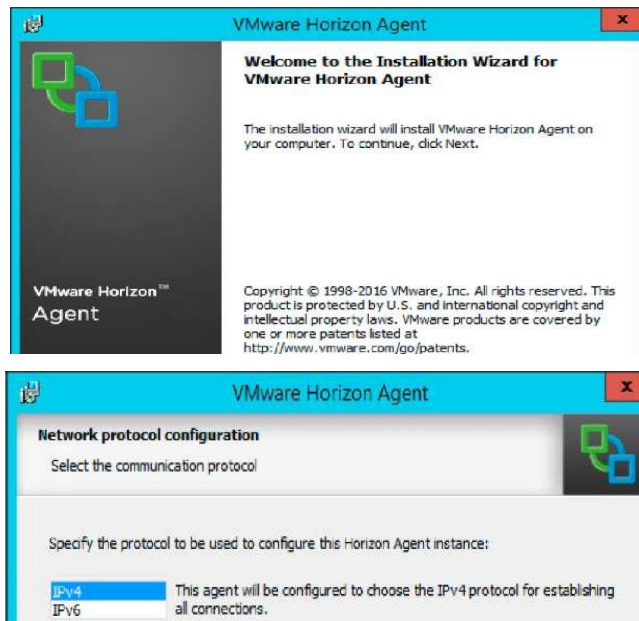 VMware Horizon Agent
x
Welcome to the Installation Wizard for
VMware Horizon Agent
The installation wizard will install VMware Horizon Agent on
your computer. To continue, click Next.
VMware Horizon™
Agent
Copyright © 1998-2016 VMware, Inc. All rights reserved. This
product is protected by U.S. and international copyright and
intellectual property laws. VMware products are covered by
one or more patents listed at
http://www.vmware.com/go/patents.
VMware Horizon Agent
x
Network protocol configuration
Select the communication protocol
Specify the protocol to be used to configure this Horizon Agent instance:
IPv4
IPv6
This agent will be configured to choose the IPv4 protocol for establishing
all connections.